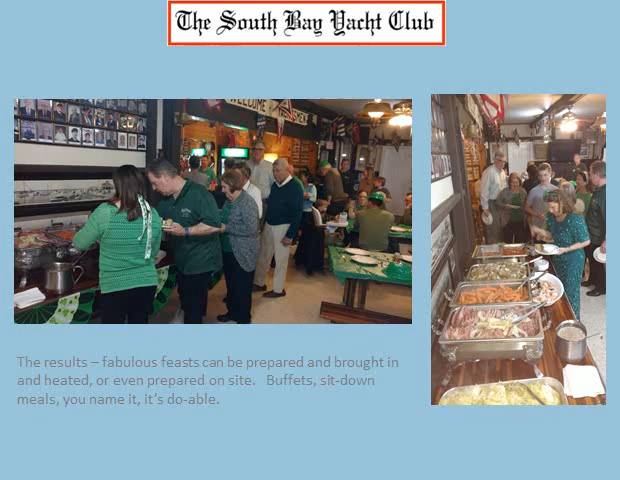 The South Bay Yacht Club
WELCOME
The results – fabulous feasts can be prepared and brought in
and heated, or even prepared on site.   Buffets, sit-down
meals, you name it, it's do-able.